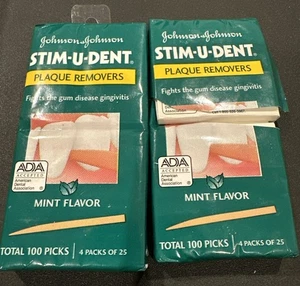 Johnson & Johnson
STIM-U-DENT®
PLAQUE REMOVERS
Fights the gum disease gingivitis
ADA
ACCEPTED
American
Dental
Association
MINT FLAVOR
TOTAL 100 PICKS | 4 PACKS OF 25
Johnson & Johnson
STIM-U-DENT®
PLAQUE REMOVERS
Fights the gum disease gingivitis
ADA
ACCEPTED
American
Dental
Association
MINT FLAVOR
TOTAL 100 PICKS | 4 PACKS OF 25